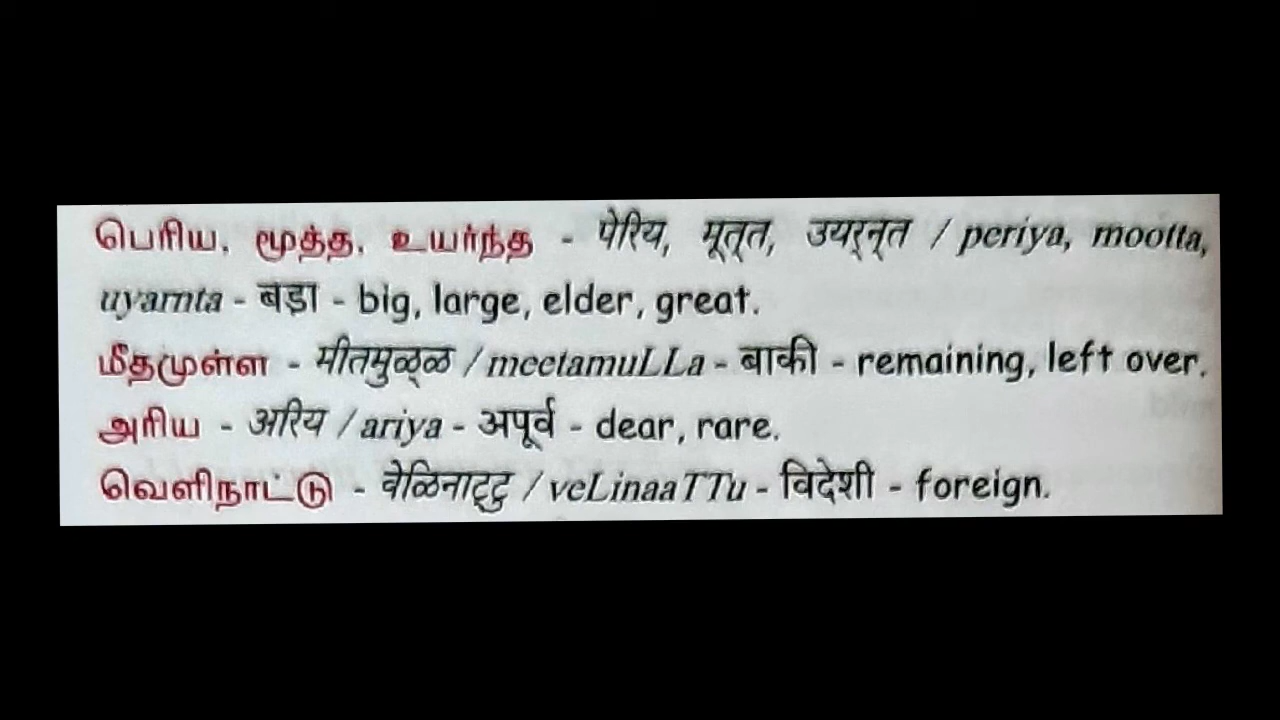 பெரிய, மூத்த, உயர்ந்த - पेरिय, मूत्त, उयर्न्त / periya, mootta,
uyarnta - बड़ा - big, large, elder, great.
மீதமுள்ள - मीतमुळ्ळ / meetamuLLa - बाकी - remaining, left over.
அரிய - अरिय / ariya - अपूर्व - dear, rare.
வெளிநாட்டு - वेळिनाट्टु / veLinaaTTu - विदेशी - foreign.